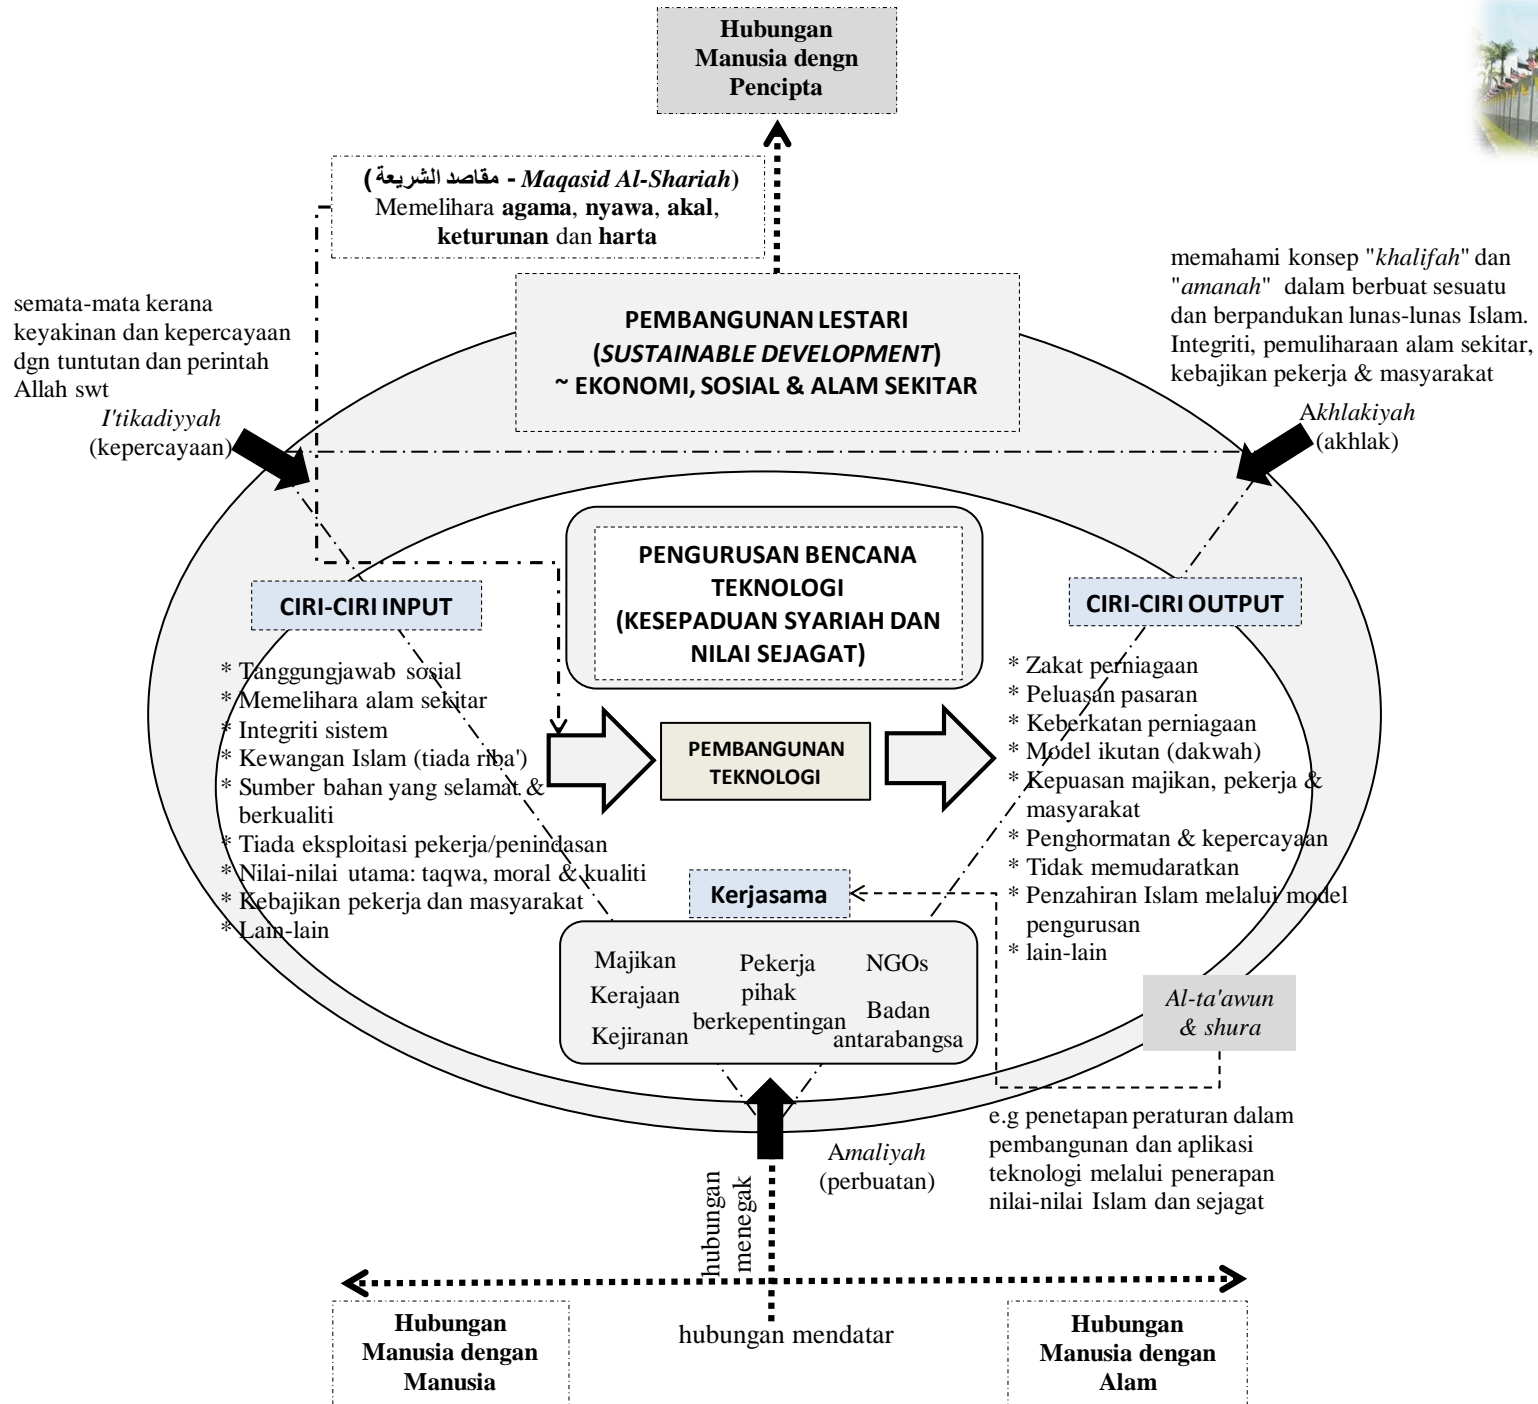 Hubungan
Manusia dengn
Pencipta
(مقاصد الشريعة - Maqasid Al-Shariah)
Memelihara agama, nyawa, akal,
keturunan dan harta
semata-mata kerana
keyakinan dan kepercayaan
dgn tuntutan dan perintah
Allah swt
I'tikadiyyah
(kepercayaan)
PEMBANGUNAN LESTARI
(SUSTAINABLE DEVELOPMENT)
~ EKONOMI, SOSIAL & ALAM SEKITAR
memahami konsep "khalifah" dan
"amanah" dalam berbuat sesuatu
dan berpandukan lunas-lunas Islam.
Integriti, pemuliharaan alam sekitar,
kebajikan pekerja & masyarakat
Akhlakiyah
(akhlak)
PENGURUSAN BENCANA
TEKNOLOGI
(KESEPADUAN SYARIAH DAN
NILAI SEJAGAT)
CIRI-CIRI INPUT
* Tanggungjawab sosial
* Memelihara alam sekitar
* Integriti sistem
* Kewangan Islam (tiada riba')
* Sumber bahan yang selamat &
berkualiti
* Tiada eksploitasi pekerja/penindasan
* Nilai-nilai utama: taqwa, moral & kualiti
* Kebajikan pekerja dan masyarakat
* Lain-lain
PEMBANGUNAN
TEKNOLOGI
CIRI-CIRI OUTPUT
* Zakat perniagaan
* Peluasan pasaran
* Keberkatan perniagaan
* Model ikutan (dakwah)
* Kepuasan majikan, pekerja &
masyarakat
* Penghormatan & kepercayaan
* Tidak memudaratkan
* Penzahiran Islam melalui model
pengurusan
* lain-lain
Kerjasama
Majikan
Kerajaan
Kejiranan
Pekerja
pihak
berkepentingan
NGOs
Badan
antarabangsa
Al-ta'awun
& shura
e.g penetapan peraturan dalam
pembangunan dan aplikasi
teknologi melalui penerapan
nilai-nilai Islam dan sejagat
Amaliyah
(perbuatan)
hubungan
menegak
hubungan mendatar
Hubungan
Manusia dengan
Manusia
Hubungan
Manusia dengan
Alam